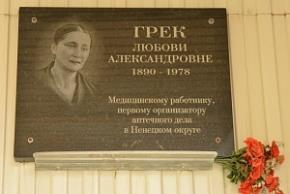 ГРЕК
ЛЮБОВИ
АЛЕКСАНДРОВНЕ
1890 - 1978
Медицинскому работнику,
первому организатору
аптечного дела
в Ненецком округе